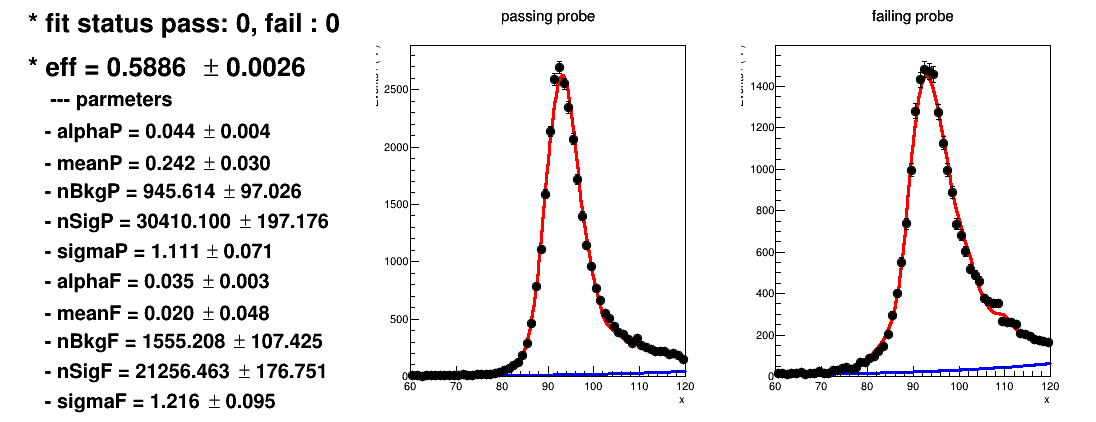 * fit status pass: 0, fail : 0
* eff = 0.5886 ± 0.0026
--- parmeters
- alphaP = 0.044 ± 0.004
- meanP = 0.242 ± 0.030
- nBkgP = 945.614 ± 97.026
- nSigP = 30410.100 ± 197.176
- sigmaP = 1.111 ± 0.071
- alphaF = 0.035 ± 0.003
- meanF = 0.020 ± 0.048
- nBkgF = 1555.208 ± 107.425
- nSigF = 21256.463 ± 176.751
- sigmaF = 1.216 ± 0.095
passing probe
2500
2000
1500
1000
500
0
60 70 80 90 100 110 120
x
failing probe
1400
1200
1000
800
600
400
200
0
60 70 80 90 100 110 120
x